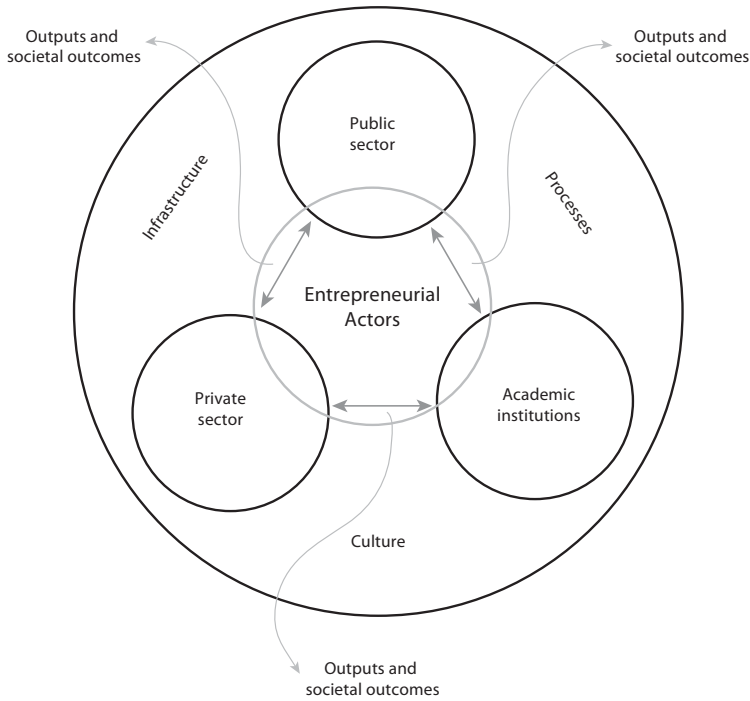 Outputs and
societal outcomes
Outputs and
societal outcomes
Public
sector
Infrastructure
Processes
Entrepreneurial
Actors
Private
sector
Academic
institutions
Culture
Outputs and
societal outcomes